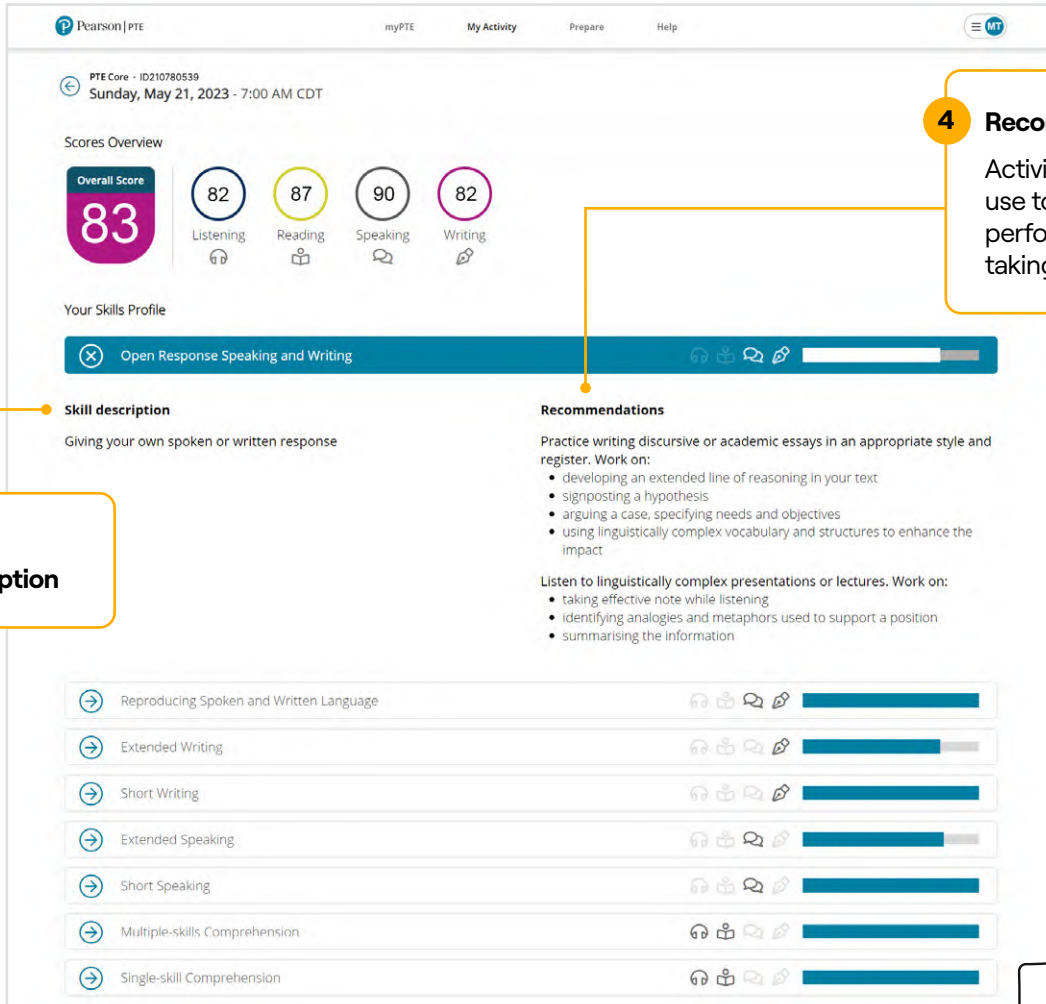 Pearson | PTE
myPTE
My Activity
Prepare
Help
MT
PTE Core · ID210780539
Sunday, May 21, 2023 - 7:00 AM CDT
Scores Overview
Overall Score
83
82
87
90
82
Listening
Reading
Speaking
Writing
Your Skills Profile
Open Response Speaking and Writing
4
Skill description
Giving your own spoken or written response
Recommendations
Practice writing discursive or academic essays in an appropriate style and
register. Work on:
• developing an extended line of reasoning in your text
• signposting a hypothesis
• arguing a case, specifying needs and objectives
• using linguistically complex vocabulary and structures to enhance the
impact
Listen to linguistically complex presentations or lectures. Work on:
• taking effective note while listening
• identifying analogies and metaphors used to support a position
• summarising the information
Reproducing Spoken and Written Language
Extended Writing
Short Writing
Extended Speaking
Short Speaking
Multiple-skills Comprehension
Single-skill Comprehension